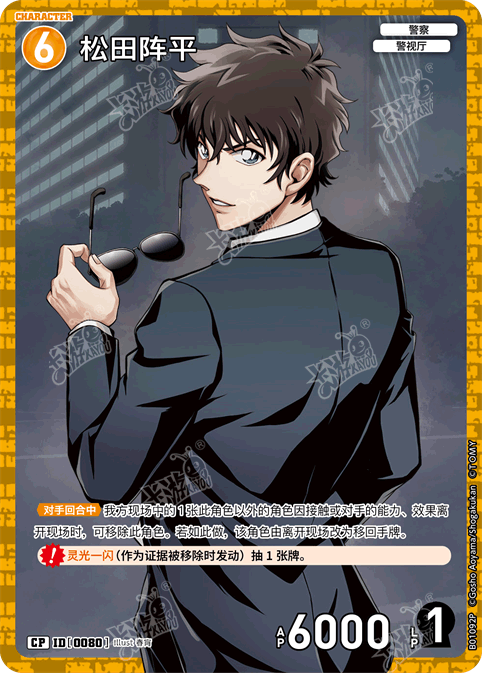 CHARACTER
6 松田阵平
警察
警视厅
对手回合中 我方现场中的1张此角色以外的角色因接触或对手的能力、效果离
开现场时，可移除此角色。若如此做，该角色由离开现场改为移回手牌。
灵光一闪(作为证据被移除时发动) 抽 1 张牌。
CP ID[0080] Illust 春宵
AP 6000 LP 1
B01092P ©Gosho Aoyama/Shogakukan ©TOMY